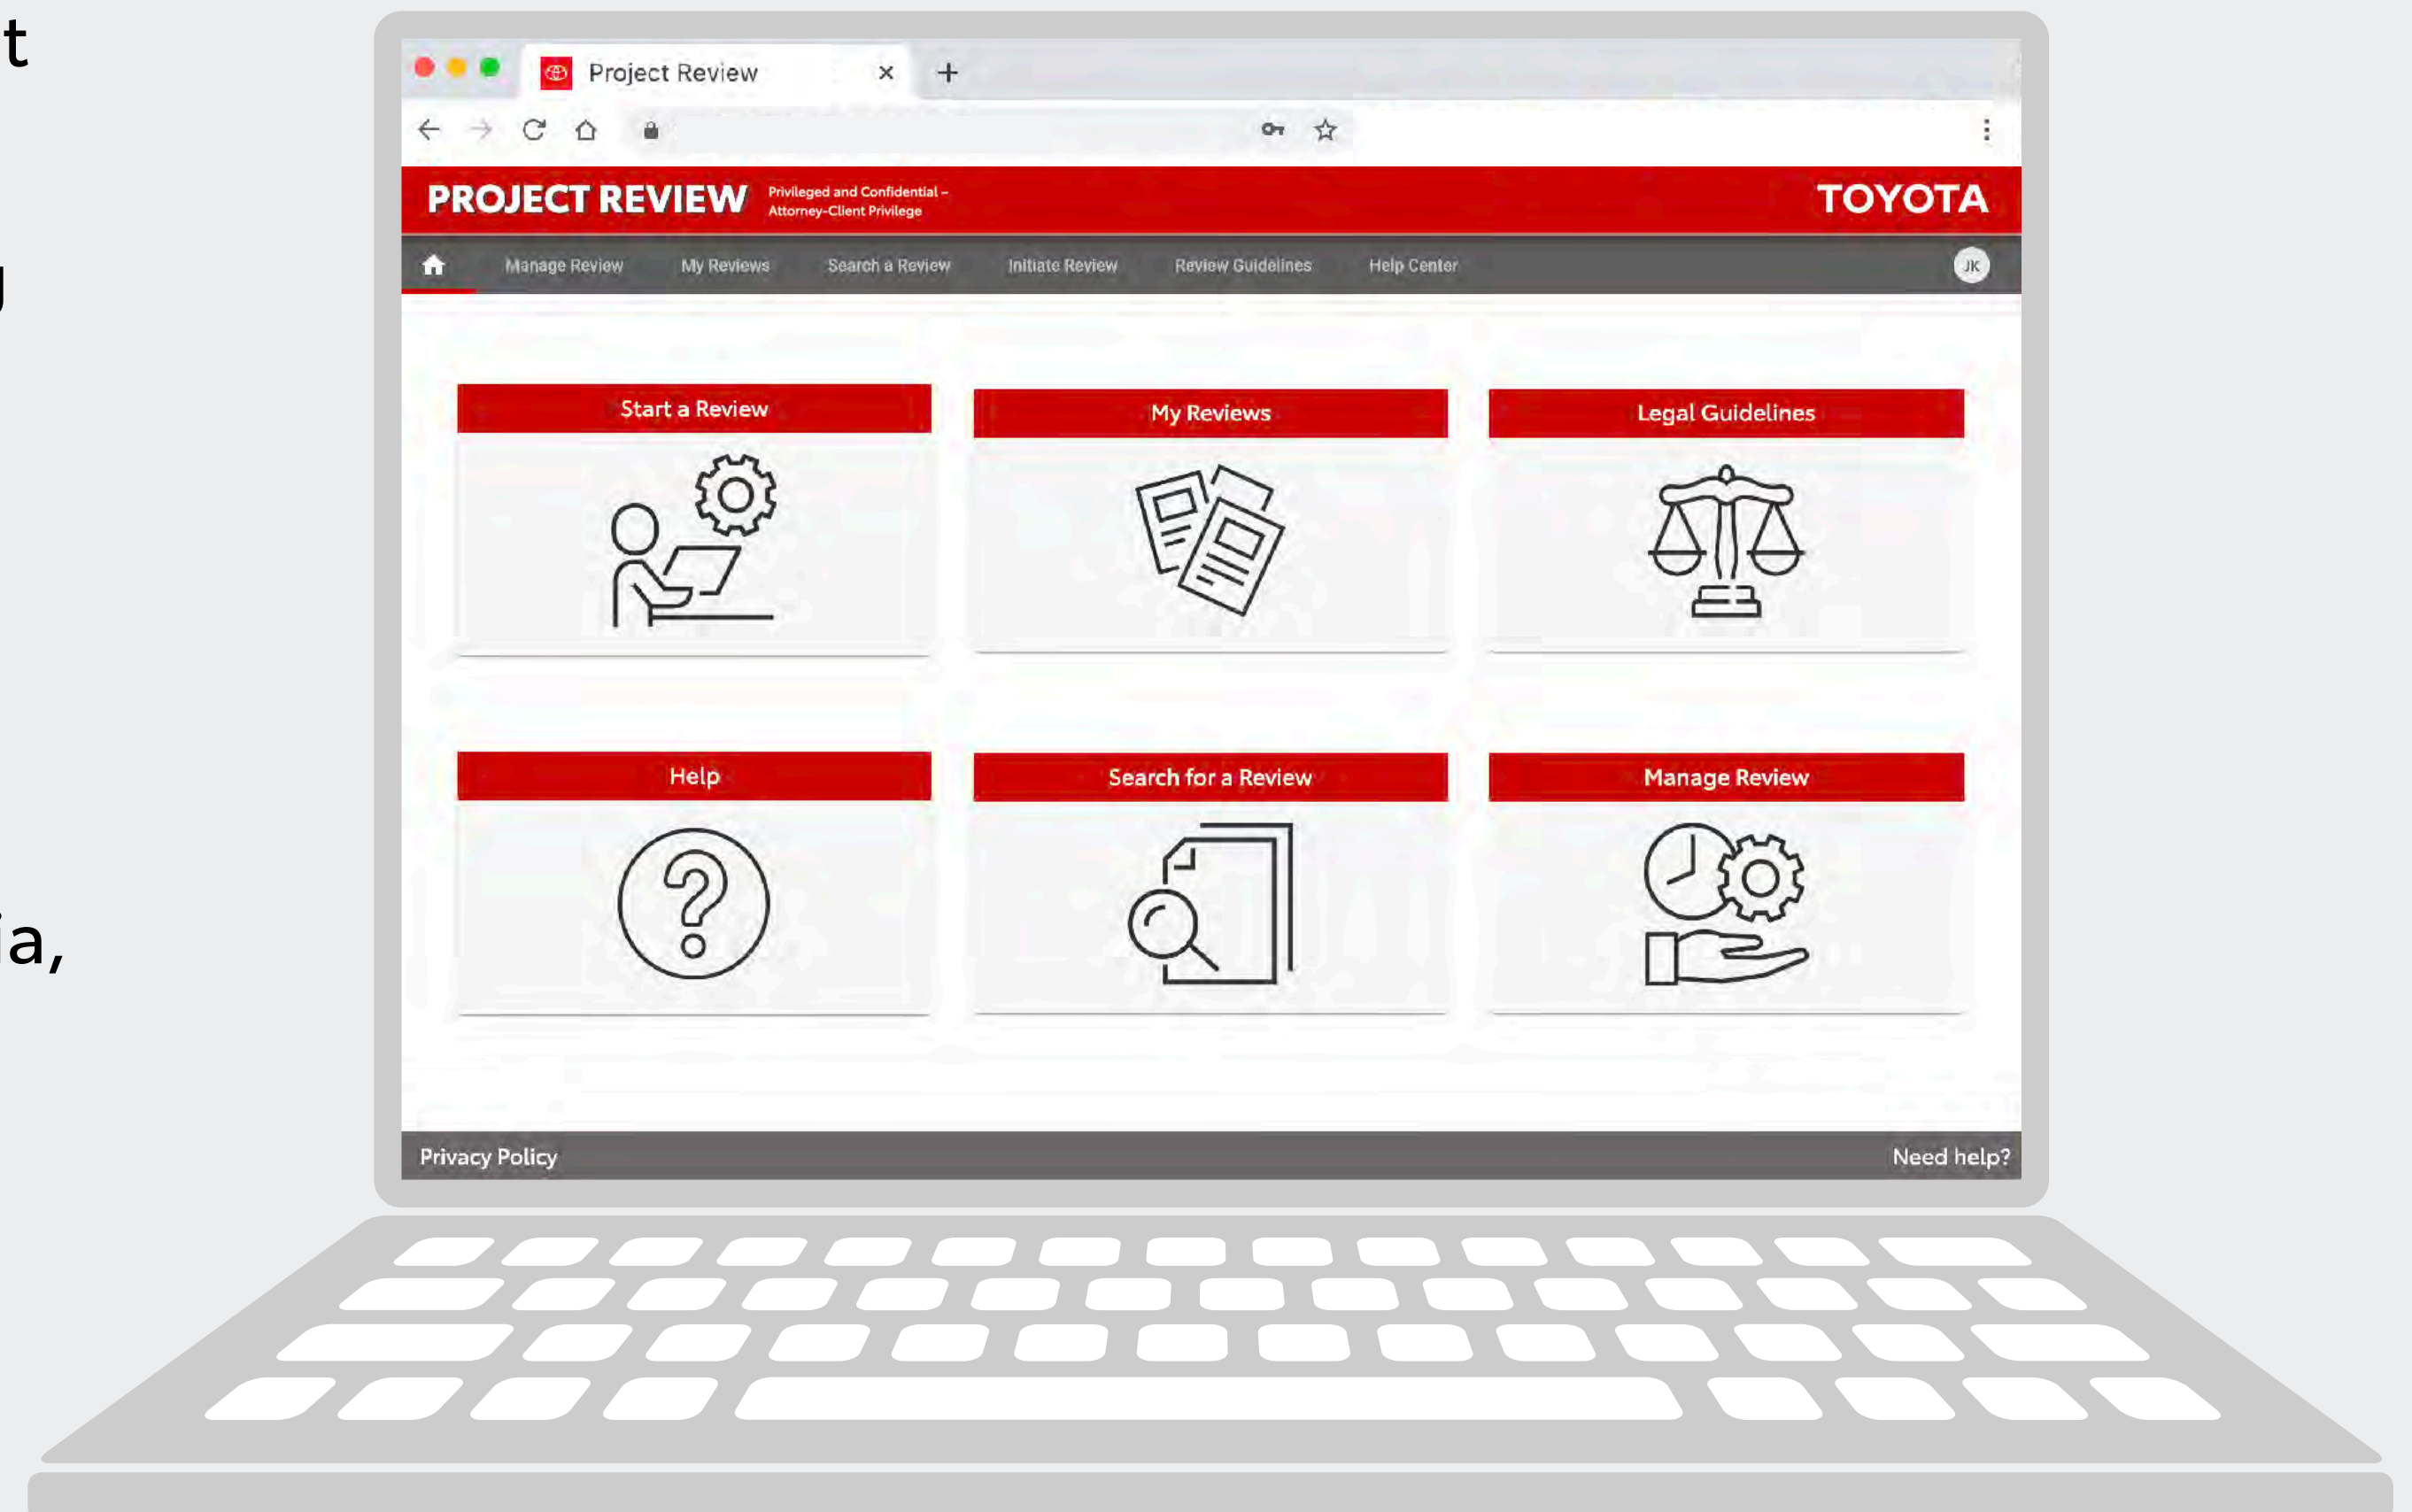 t
g
ia,
Project Review
PROJECT REVIEW
Privileged and Confidential –
Attorney-Client Privilege
TOYOTA
Manage Review
My Reviews
Search a Review
Initiate Review
Review Guidelines
Help Center
JK
Start a Review
My Reviews
Legal Guidelines
Help
Search for a Review
Manage Review
Privacy Policy
Need help?